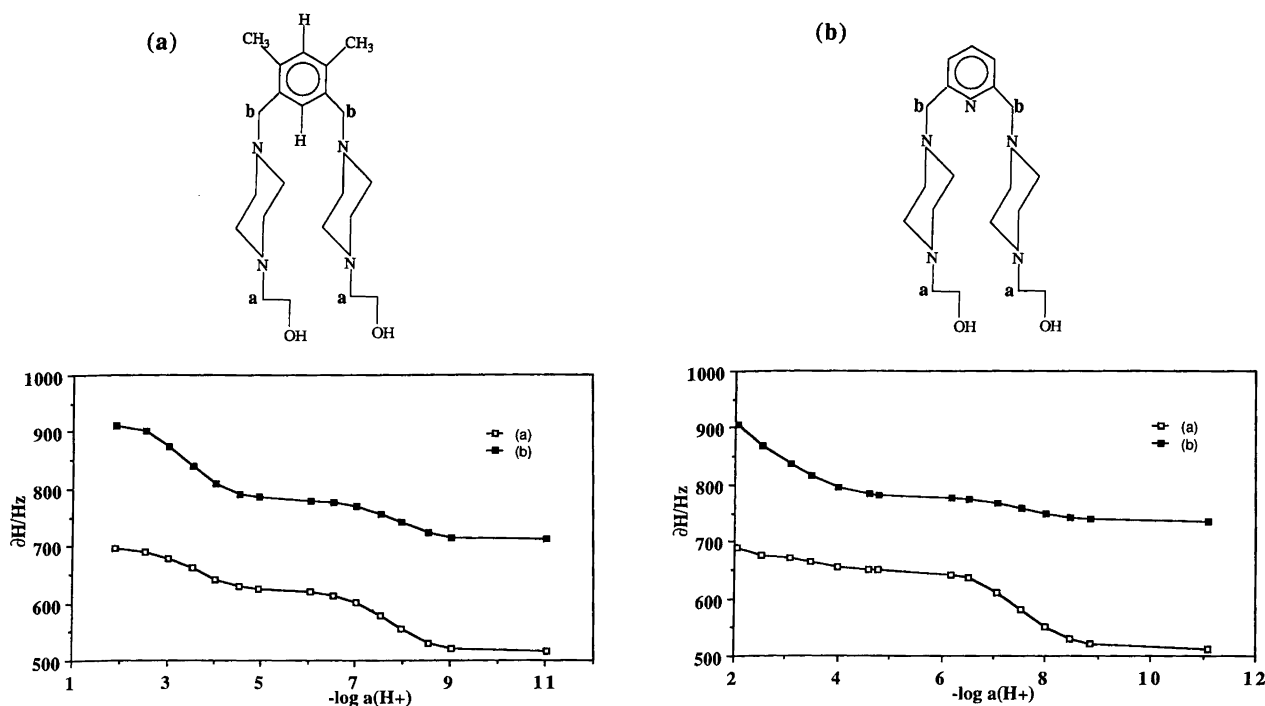 (a)
H
CH3
CH3
b
b
H
N
N
N
N
a
a
OH
OH
(b)
b
b
N
N
N
N
N
a
a
OH
OH
1000
900
800
700
600
500
∂H/Hz
(a)
(b)
1 3 5 7 9 11
-log a(H+)
1000
900
800
700
600
500
∂H/Hz
(a)
(b)
2 4 6 8 10 12
-log a(H+)